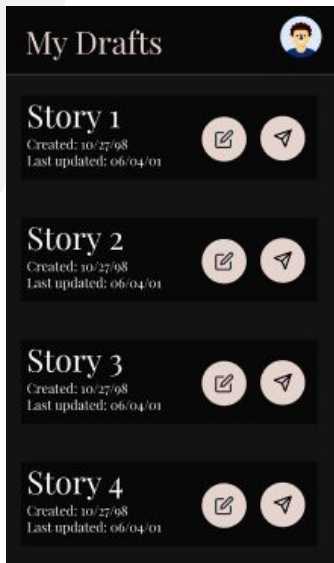 My Drafts
Story 1
Created: 10/27/98
Last updated: 06/04/01
Story 2
Created: 10/27/98
Last updated: 06/04/01
Story 3
Created: 10/27/98
Last updated: 06/04/01
Story 4
Created: 10/27/98
Last updated: 06/04/01